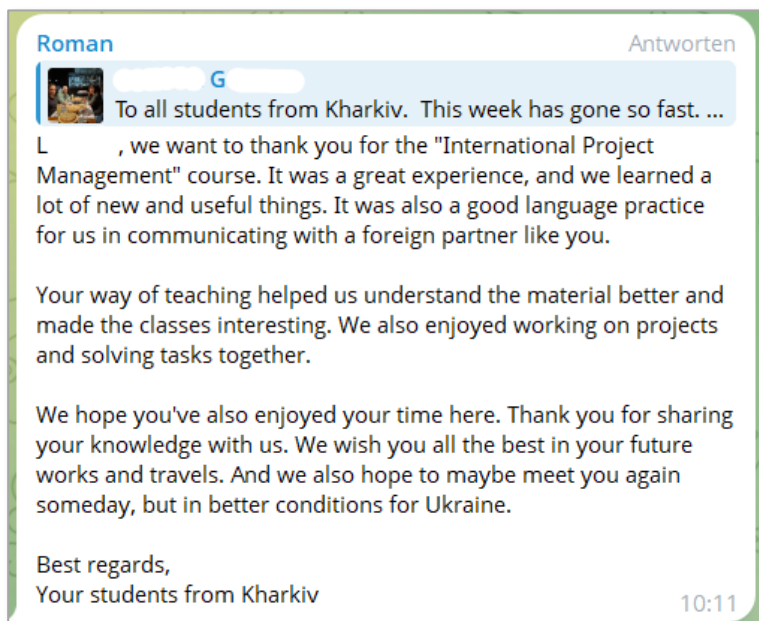 Roman Antworten
G
To all students from Kharkiv.  This week has gone so fast. ...
L , we want to thank you for the "International Project
Management" course. It was a great experience, and we learned a
lot of new and useful things. It was also a good language practice
for us in communicating with a foreign partner like you.
Your way of teaching helped us understand the material better and
made the classes interesting. We also enjoyed working on projects
and solving tasks together.
We hope you've also enjoyed your time here. Thank you for sharing
your knowledge with us. We wish you all the best in your future
works and travels. And we also hope to maybe meet you again
someday, but in better conditions for Ukraine.
Best regards,
Your students from Kharkiv
10:11